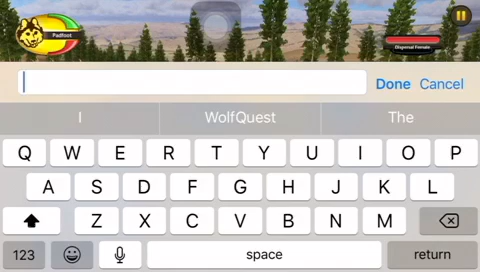 Padfoot
Dispersal Female
Done Cancel
I WolfQuest The
Q W E R T Y U I O P
A S D F G H J K L
Z X C V B N M
123 space return